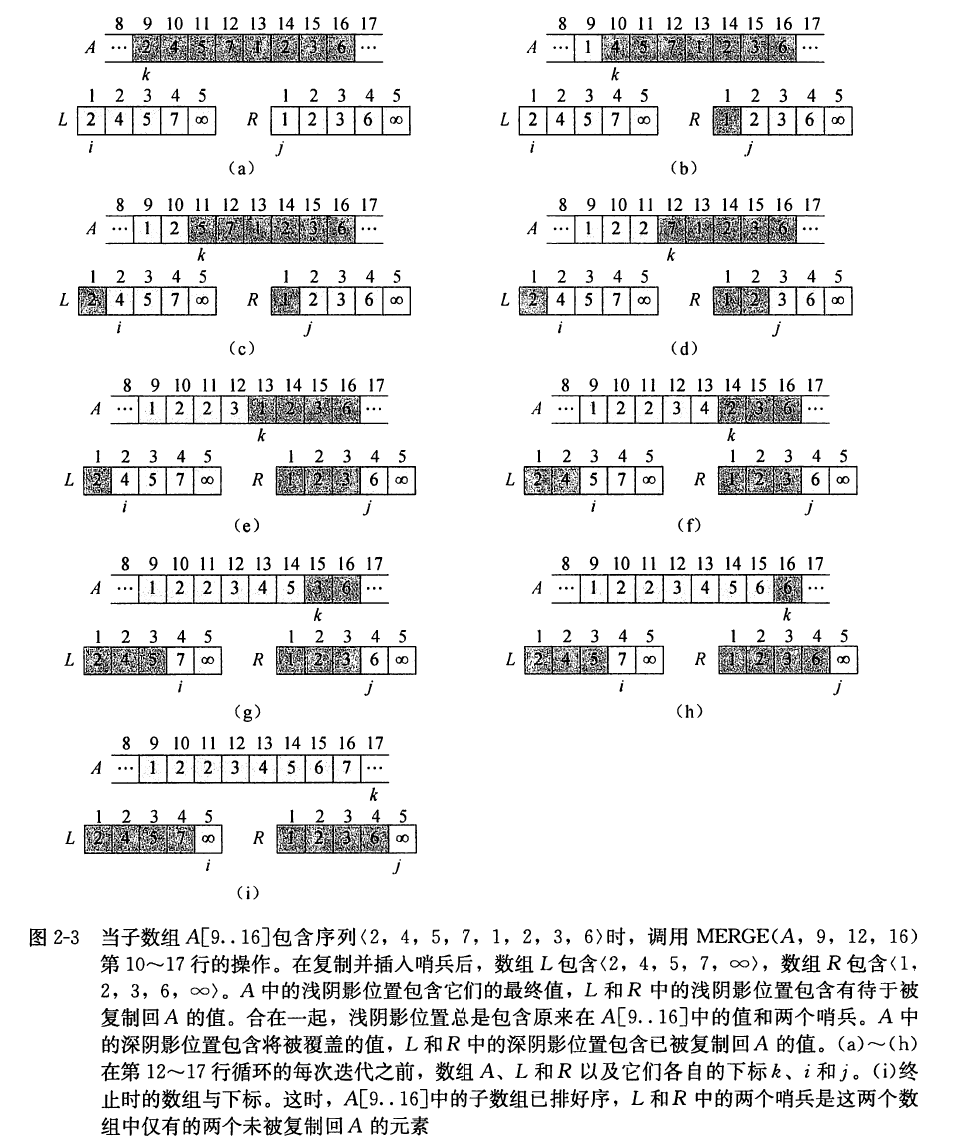 8 9 10 11 12 13 14 15 16 17
A … 2 4 5 7 1 2 3 6 …
k
1 2 3 4 5
L 2 4 5 7 ∞
i
1 2 3 4 5
R 1 2 3 6 ∞
j
(a)
8 9 10 11 12 13 14 15 16 17
A … 1 4 5 7 1 2 3 6 …
k
1 2 3 4 5
L 2 4 5 7 ∞
i
1 2 3 4 5
R 1 2 3 6 ∞
j
(b)
8 9 10 11 12 13 14 15 16 17
A … 1 2 5 7 1 2 3 6 …
k
1 2 3 4 5
L 2 4 5 7 ∞
i
1 2 3 4 5
R 1 2 3 6 ∞
j
(c)
8 9 10 11 12 13 14 15 16 17
A … 1 2 2 7 1 2 3 6 …
k
1 2 3 4 5
L 2 4 5 7 ∞
i
1 2 3 4 5
R 1 2 3 6 ∞
j
(d)
8 9 10 11 12 13 14 15 16 17
A … 1 2 2 3 1 2 3 6 …
k
1 2 3 4 5
L 2 4 5 7 ∞
i
1 2 3 4 5
R 1 2 3 6 ∞
j
(e)
8 9 10 11 12 13 14 15 16 17
A … 1 2 2 3 4 2 3 6 …
k
1 2 3 4 5
L 2 4 5 7 ∞
i
1 2 3 4 5
R 1 2 3 6 ∞
j
(f)
8 9 10 11 12 13 14 15 16 17
A … 1 2 2 3 4 5 3 6 …
k
1 2 3 4 5
L 2 4 5 7 ∞
i
1 2 3 4 5
R 1 2 3 6 ∞
j
(g)
8 9 10 11 12 13 14 15 16 17
A … 1 2 2 3 4 5 6 6 …
k
1 2 3 4 5
L 2 4 5 7 ∞
i
1 2 3 4 5
R 1 2 3 6 ∞
j
(h)
8 9 10 11 12 13 14 15 16 17
A … 1 2 2 3 4 5 6 7 …
k
1 2 3 4 5
L 2 4 5 7 ∞
i
1 2 3 4 5
R 1 2 3 6 ∞
j
(i)
图 2-3 当子数组 A[9..16]包含序列〈2,4,5,7,1,2,3,6〉时,调用 MERGE(A,9,12,16)
第 10～17 行的操作。在复制并插入哨兵后,数组 L 包含〈2,4,5,7,∞〉,数组 R 包含〈1,
2,3,6,∞〉。A 中的浅阴影位置包含它们的最终值,L 和 R 中的浅阴影位置包含有待于被
复制回 A 的值。合在一起,浅阴影位置总是包含原来在 A[9..16]中的值和两个哨兵。A 中
的深阴影位置包含将被覆盖的值,L 和 R 中的深阴影位置包含已被复制回 A 的值。(a)～(h)
在第 12～17 行循环的每次迭代之前,数组 A、L 和 R 以及它们各自的下标 k、i 和 j。(i)终
止时的数组与下标。这时,A[9..16]中的子数组已排好序,L 和 R 中的两个哨兵是这两个数
组中仅有的两个未被复制回 A 的元素